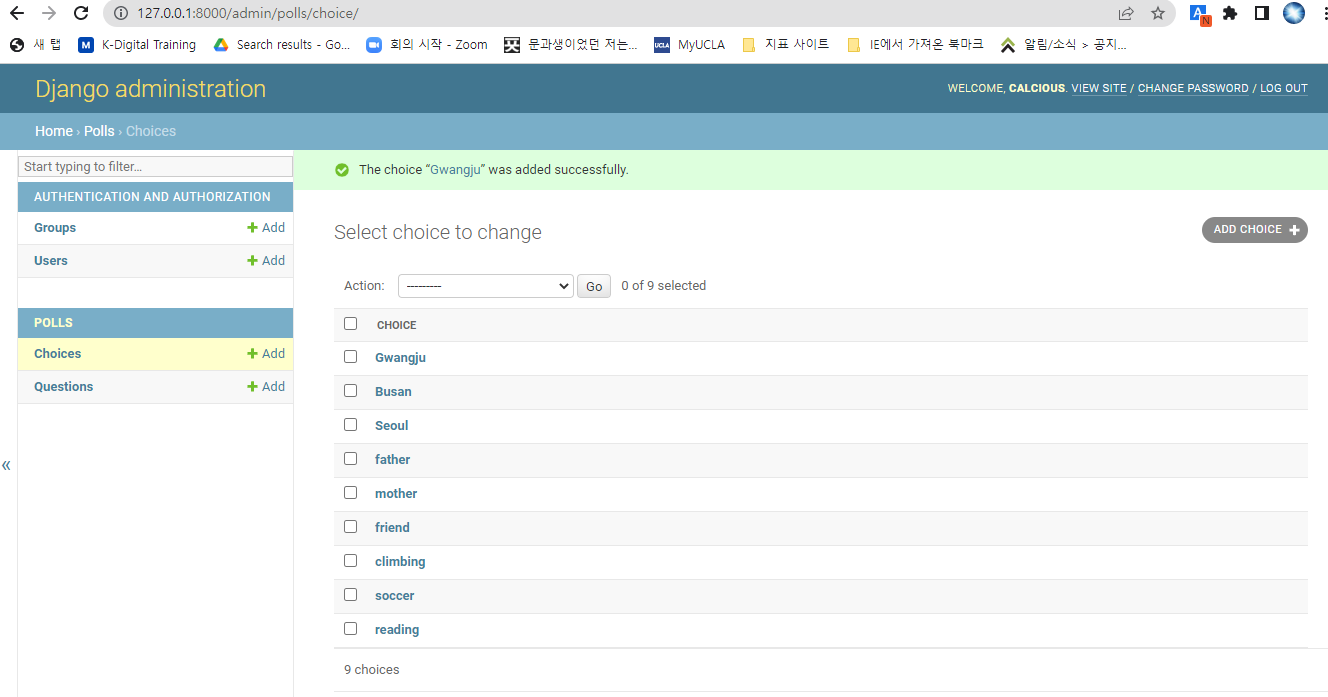 127.0.0.1:8000/admin/polls/choice/
새 탭 K-Digital Training Search results - Go... 회의 시작 - Zoom 문과생이었던 저는... UCLA MyUCLA 지표 사이트 IE에서 가져온 북마크 알림/소식 > 공지...
Django administration
WELCOME, CALCIOUS. VIEW SITE / CHANGE PASSWORD / LOG OUT
Home › Polls › Choices
Start typing to filter...
The choice “Gwangju” was added successfully.
AUTHENTICATION AND AUTHORIZATION
Groups + Add
Users + Add
POLLS
Choices + Add
Questions + Add
«
Select choice to change
ADD CHOICE +
Action: --------- Go 0 of 9 selected
CHOICE
Gwangju
Busan
Seoul
father
mother
friend
climbing
soccer
reading
9 choices